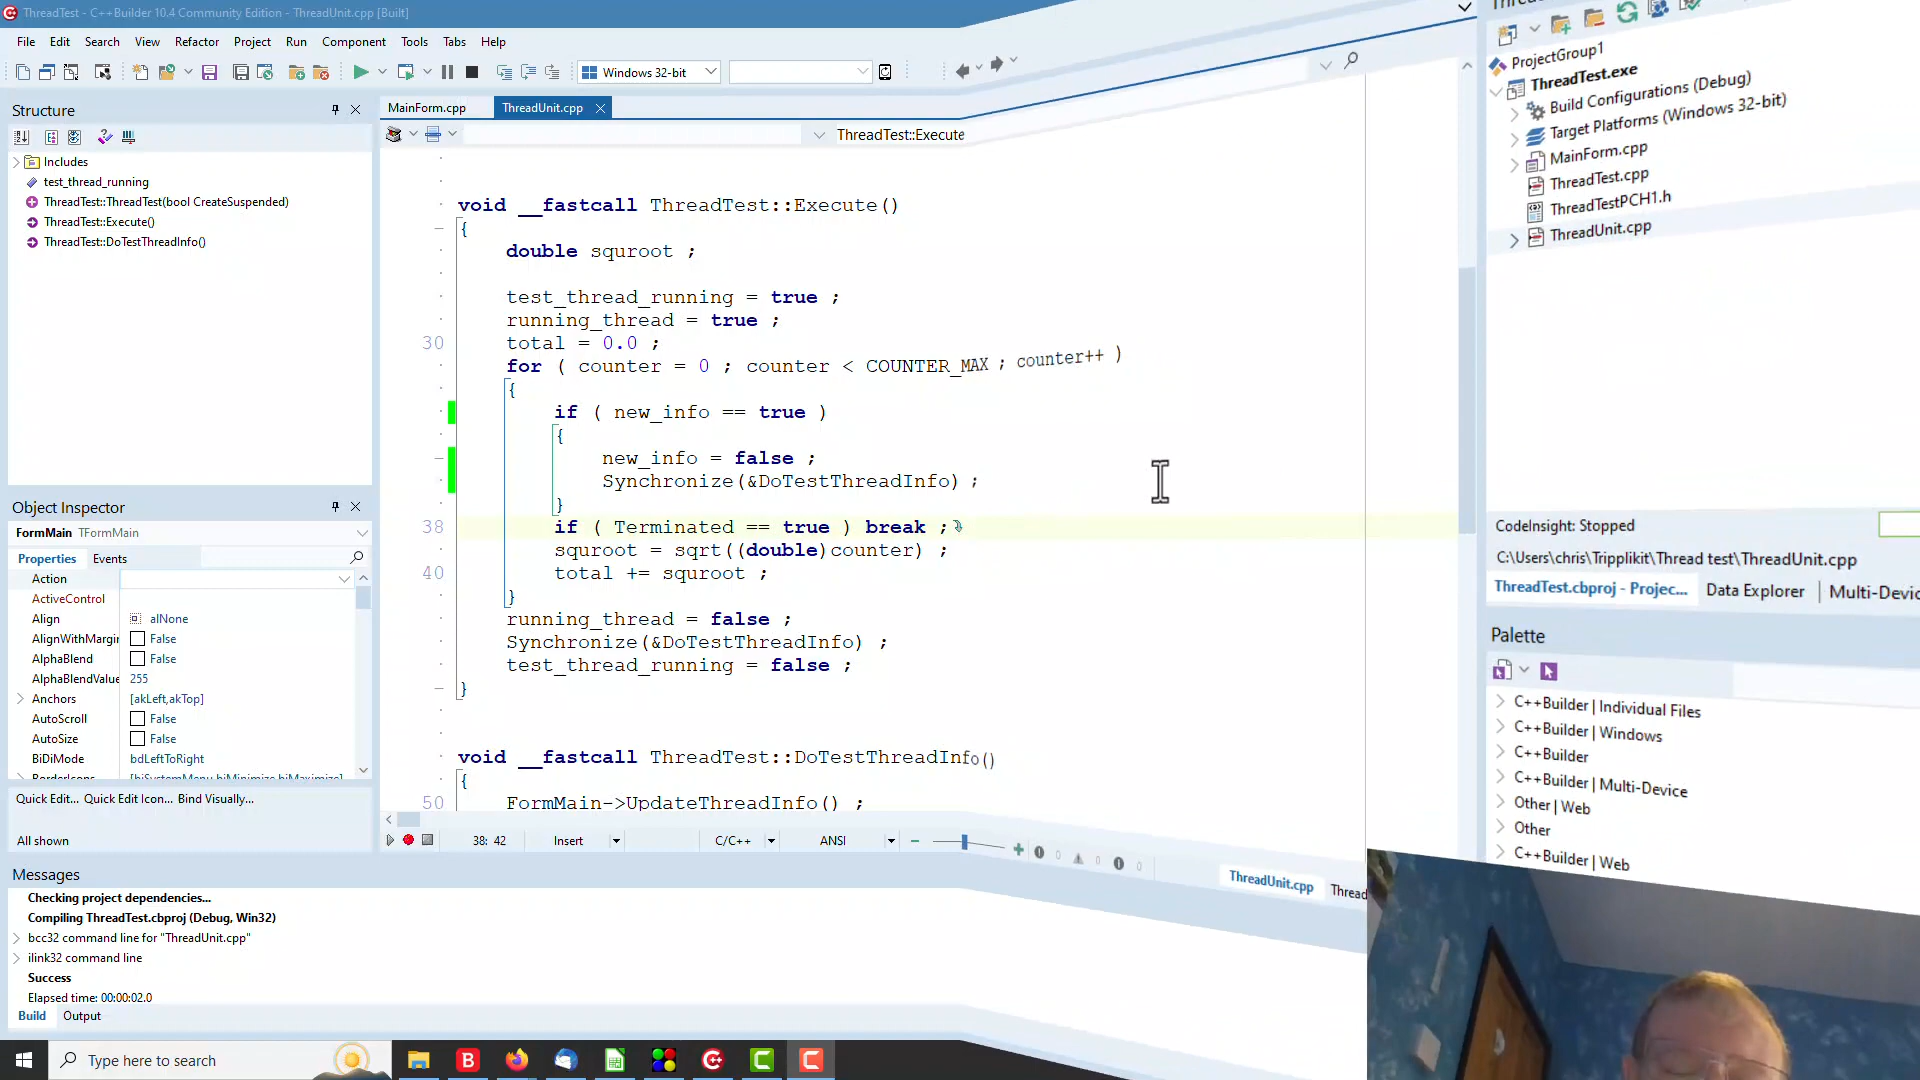 ThreadTest - C++Builder 10.4 Community Edition - ThreadUnit.cpp [Built]
File Edit Search View Refactor Project Run Component Tools Tabs Help
Windows 32-bit
Structure
Includes
test_thread_running
ThreadTest::ThreadTest(bool CreateSuspended)
ThreadTest::Execute()
ThreadTest::DoTestThreadInfo()
Object Inspector
FormMain TFormMain
Properties Events
Action
ActiveControl
Align alNone
AlignWithMargin False
AlphaBlend False
AlphaBlendValue 255
Anchors [akLeft,akTop]
AutoScroll False
AutoSize False
BiDiMode bdLeftToRight
BorderIcons [biSystemMenu,biMinimize,biMaximize]
Quick Edit... Quick Edit Icon... Bind Visually...
All shown
MainForm.cpp ThreadUnit.cpp
ThreadTest::Execute
void __fastcall ThreadTest::Execute()
{
double squroot ;
test_thread_running = true ;
running_thread = true ;
30 total = 0.0 ;
for ( counter = 0 ; counter < COUNTER_MAX ; counter++ )
{
if ( new_info == true )
{
new_info = false ;
Synchronize(&DoTestThreadInfo) ;
}
38 if ( Terminated == true ) break ;
squroot = sqrt((double)counter) ;
40 total += squroot ;
}
running_thread = false ;
Synchronize(&DoTestThreadInfo) ;
test_thread_running = false ;
}
void __fastcall ThreadTest::DoTestThreadInfo()
{
50 FormMain->UpdateThreadInfo() ;
38: 42 Insert C/C++ ANSI 0 0 0
ThreadUnit.cpp Thread
Messages
Checking project dependencies...
Compiling ThreadTest.cbproj (Debug, Win32)
bcc32 command line for "ThreadUnit.cpp"
ilink32 command line
Success
Elapsed time: 00:00:02.0
Build Output
ProjectGroup1
ThreadTest.exe
Build Configurations (Debug)
Target Platforms (Windows 32-bit)
MainForm.cpp
ThreadTest.cpp
ThreadTestPCH1.h
ThreadUnit.cpp
CodeInsight: Stopped
C:\Users\chris\Tripplikit\Thread test\ThreadUnit.cpp
ThreadTest.cbproj - Projec... Data Explorer Multi-Devic
Palette
C++Builder | Individual Files
C++Builder | Windows
C++Builder
C++Builder | Multi-Device
Other | Web
Other
C++Builder | Web
Type here to search